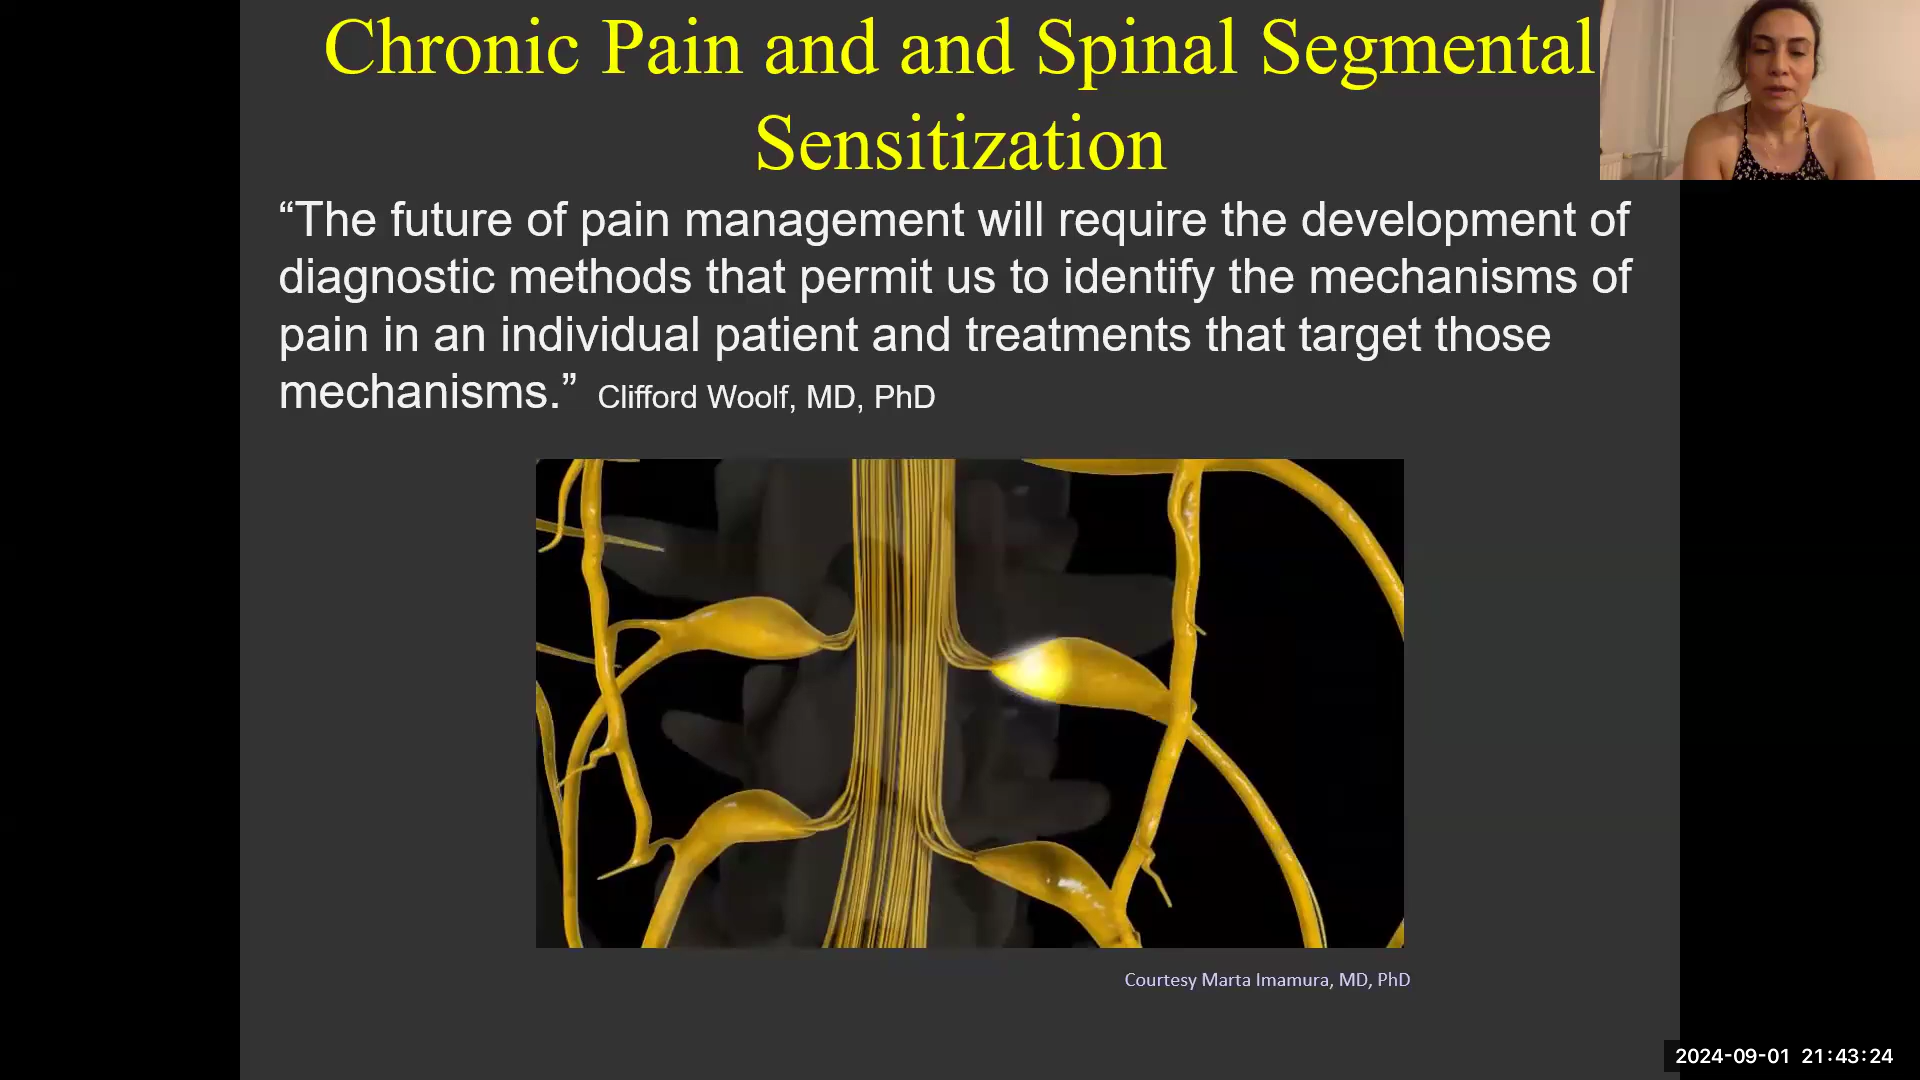 Chronic Pain and and Spinal Segmental
Sensitization
“The future of pain management will require the development of
diagnostic methods that permit us to identify the mechanisms of
pain in an individual patient and treatments that target those
mechanisms.” Clifford Woolf, MD, PhD
Courtesy Marta Imamura, MD, PhD
2024-09-01 21:43:24